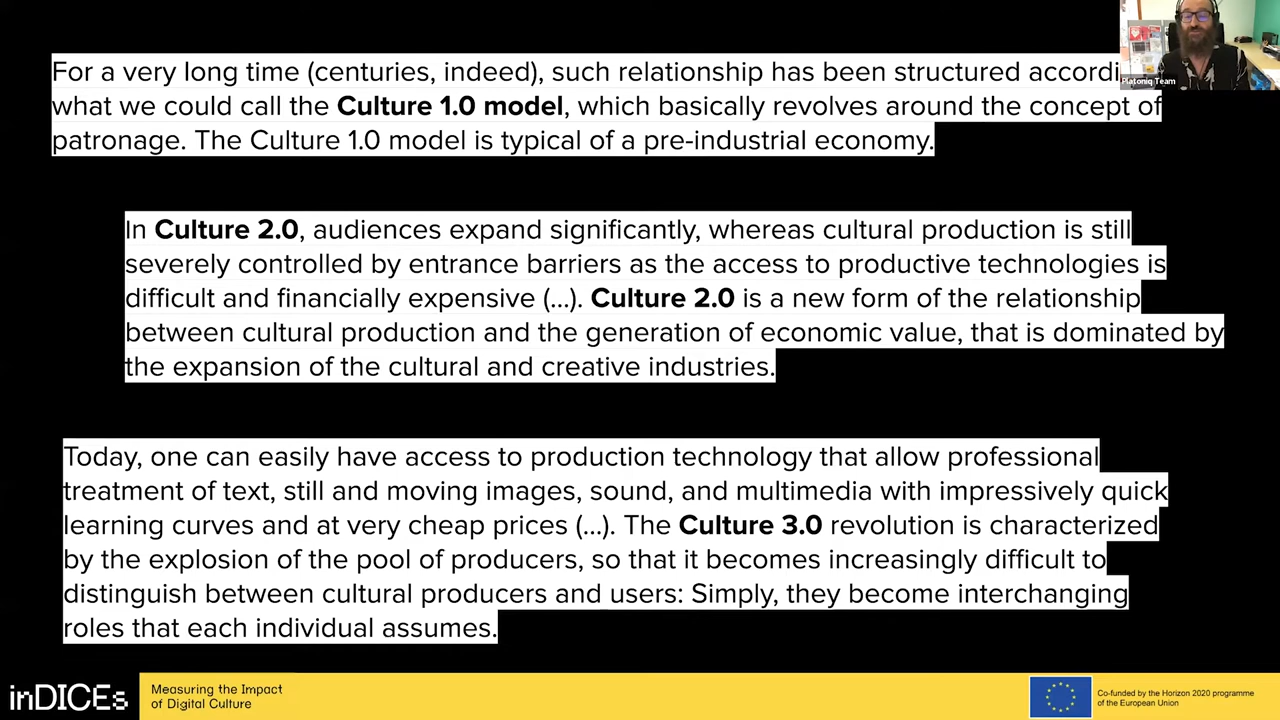 For a very long time (centuries, indeed), such relationship has been structured accordi
what we could call the Culture 1.0 model, which basically revolves around the concept of
patronage. The Culture 1.0 model is typical of a pre-industrial economy.
Platoniq Team
In Culture 2.0, audiences expand significantly, whereas cultural production is still
severely controlled by entrance barriers as the access to productive technologies is
difficult and financially expensive (...). Culture 2.0 is a new form of the relationship
between cultural production and the generation of economic value, that is dominated by
the expansion of the cultural and creative industries.
Today, one can easily have access to production technology that allow professional
treatment of text, still and moving images, sound, and multimedia with impressively quick
learning curves and at very cheap prices (...). The Culture 3.0 revolution is characterized
by the explosion of the pool of producers, so that it becomes increasingly difficult to
distinguish between cultural producers and users: Simply, they become interchanging
roles that each individual assumes.
inDICEs
Measuring the Impact
of Digital Culture
Co-funded by the Horizon 2020 programme
of the European Union